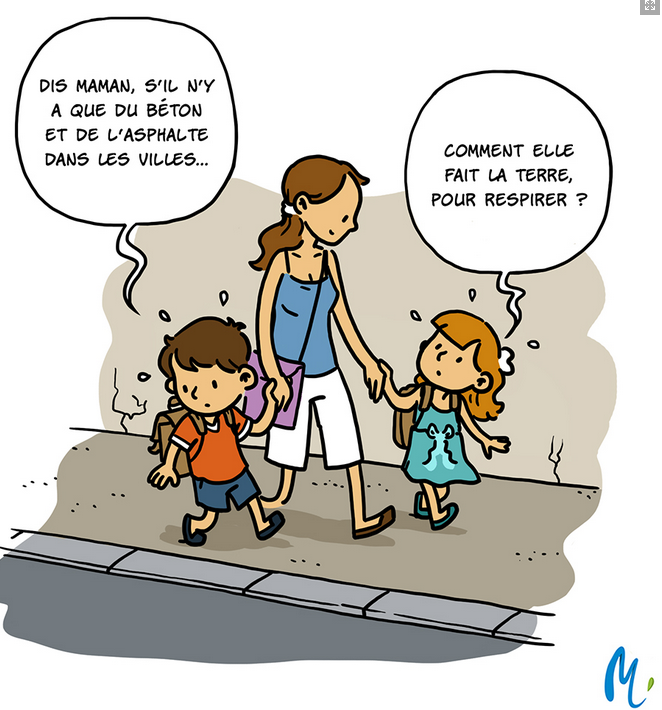 DIS MAMAN, S'IL N'Y
A QUE DU BÉTON
ET DE L'ASPHALTE
DANS LES VILLES...
COMMENT ELLE
FAIT LA TERRE,
POUR RESPIRER ?
M